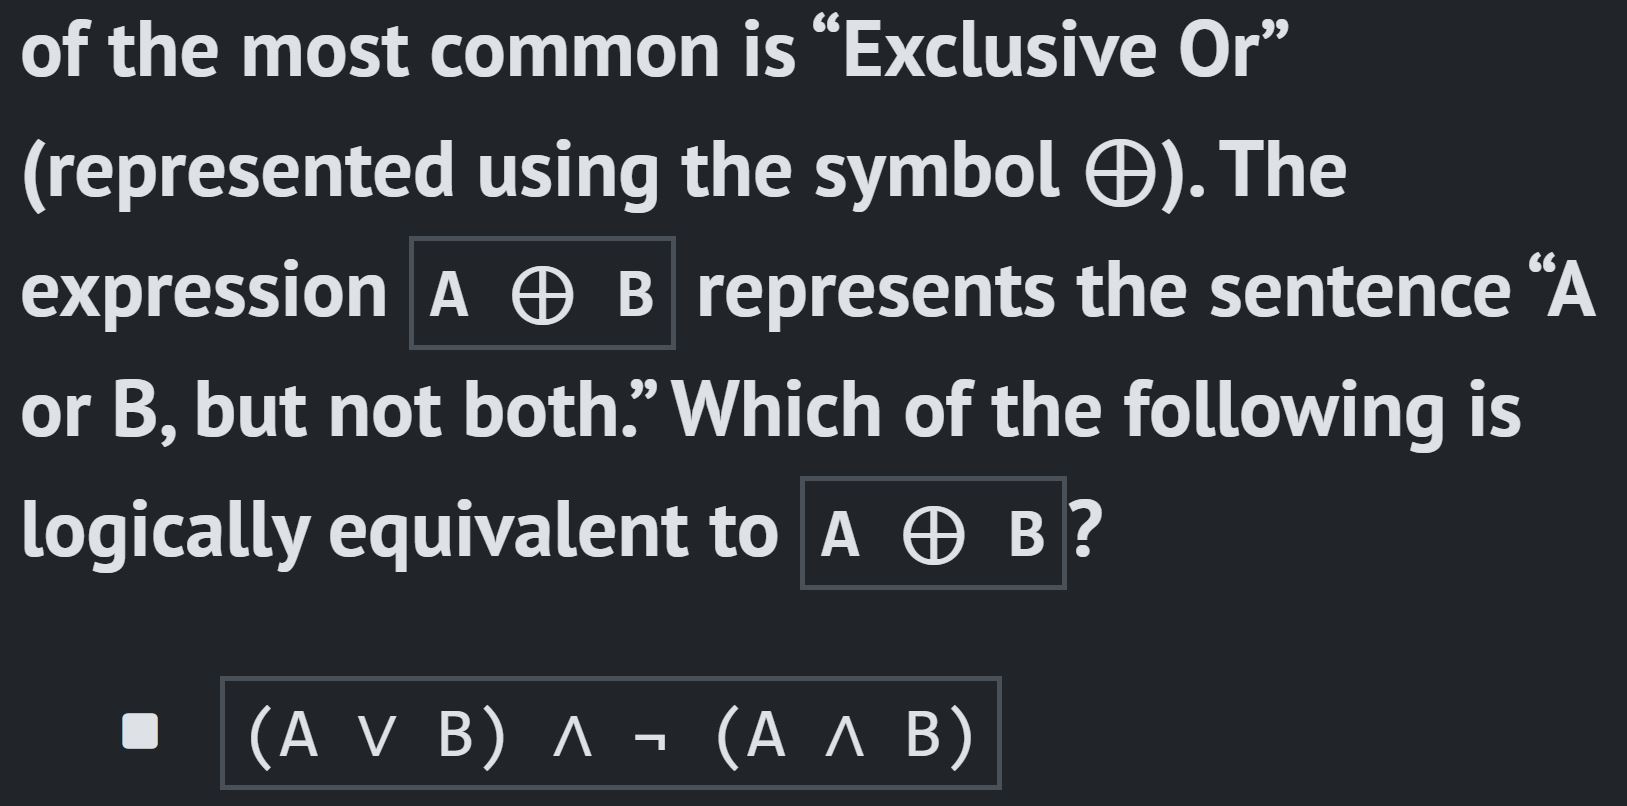 of the most common is “Exclusive Or”
(represented using the symbol ⊕). The
expression A ⊕ B represents the sentence “A
or B, but not both.” Which of the following is
logically equivalent to A ⊕ B?
(A ∨ B) ∧ ¬ (A ∧ B)